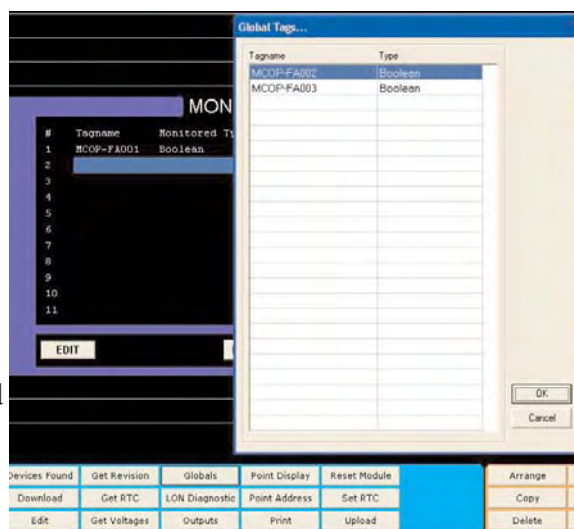 Global Tags...
Tagname Type
MCOP-FA002 Boolean
MCOP-FA003 Boolean
MON
# Tagname Monitored Ty
1 MCOP-FA001 Boolean
2
3
4
5
6
7
8
9
10
11
EDIT
OK
Cancel
Devices Found Get Revision Globals Point Display Reset Module Arrange
Download Get RTC LON Diagnostic Point Address Set RTC Copy
Edit Get Voltages Outputs Print Upload Delete